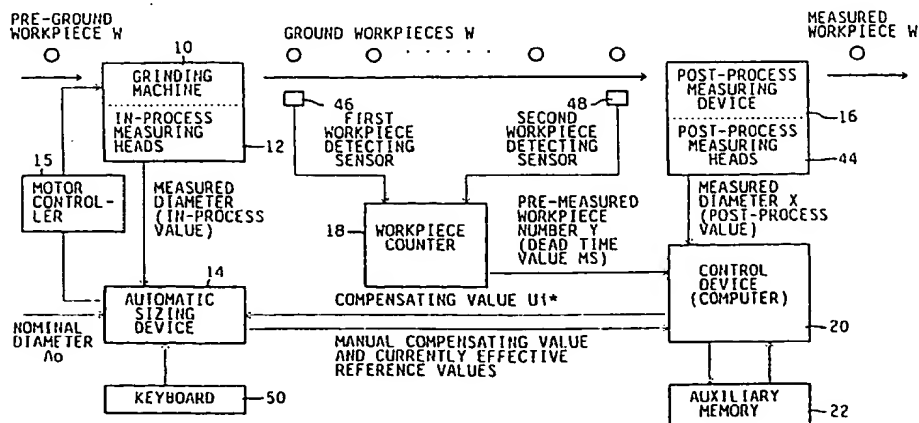 PRE-GROUND
WORKPIECE W
10
GROUND WORKPIECES W
MEASURED
WORKPIECE W
GRINDING
MACHINE
IN-PROCESS
MEASURING
HEADS
12
46
FIRST
WORKPIECE
DETECTING
SENSOR
48
SECOND
WORKPIECE
DETECTING
SENSOR
POST-PROCESS
MEASURING
DEVICE
16
POST-PROCESS
MEASURING
HEADS
44
15
MOTOR
CONTROL-
LER
MEASURED
DIAMETER
(IN-PROCESS
VALUE)
18
WORKPIECE
COUNTER
PRE-MEASURED
WORKPIECE
NUMBER Y
(DEAD TIME
VALUE MS)
MEASURED
DIAMETER X
(POST-PROCESS
VALUE)
14
AUTOMATIC
SIZING
DEVICE
COMPENSATING VALUE Ui*
CONTROL
DEVICE
(COMPUTER)
20
NOMINAL
DIAMETER
Ao
MANUAL COMPENSATING VALUE
AND CURRENTLY EFFECTIVE
REFERENCE VALUES
KEYBOARD
50
AUXILIARY
MEMORY
22